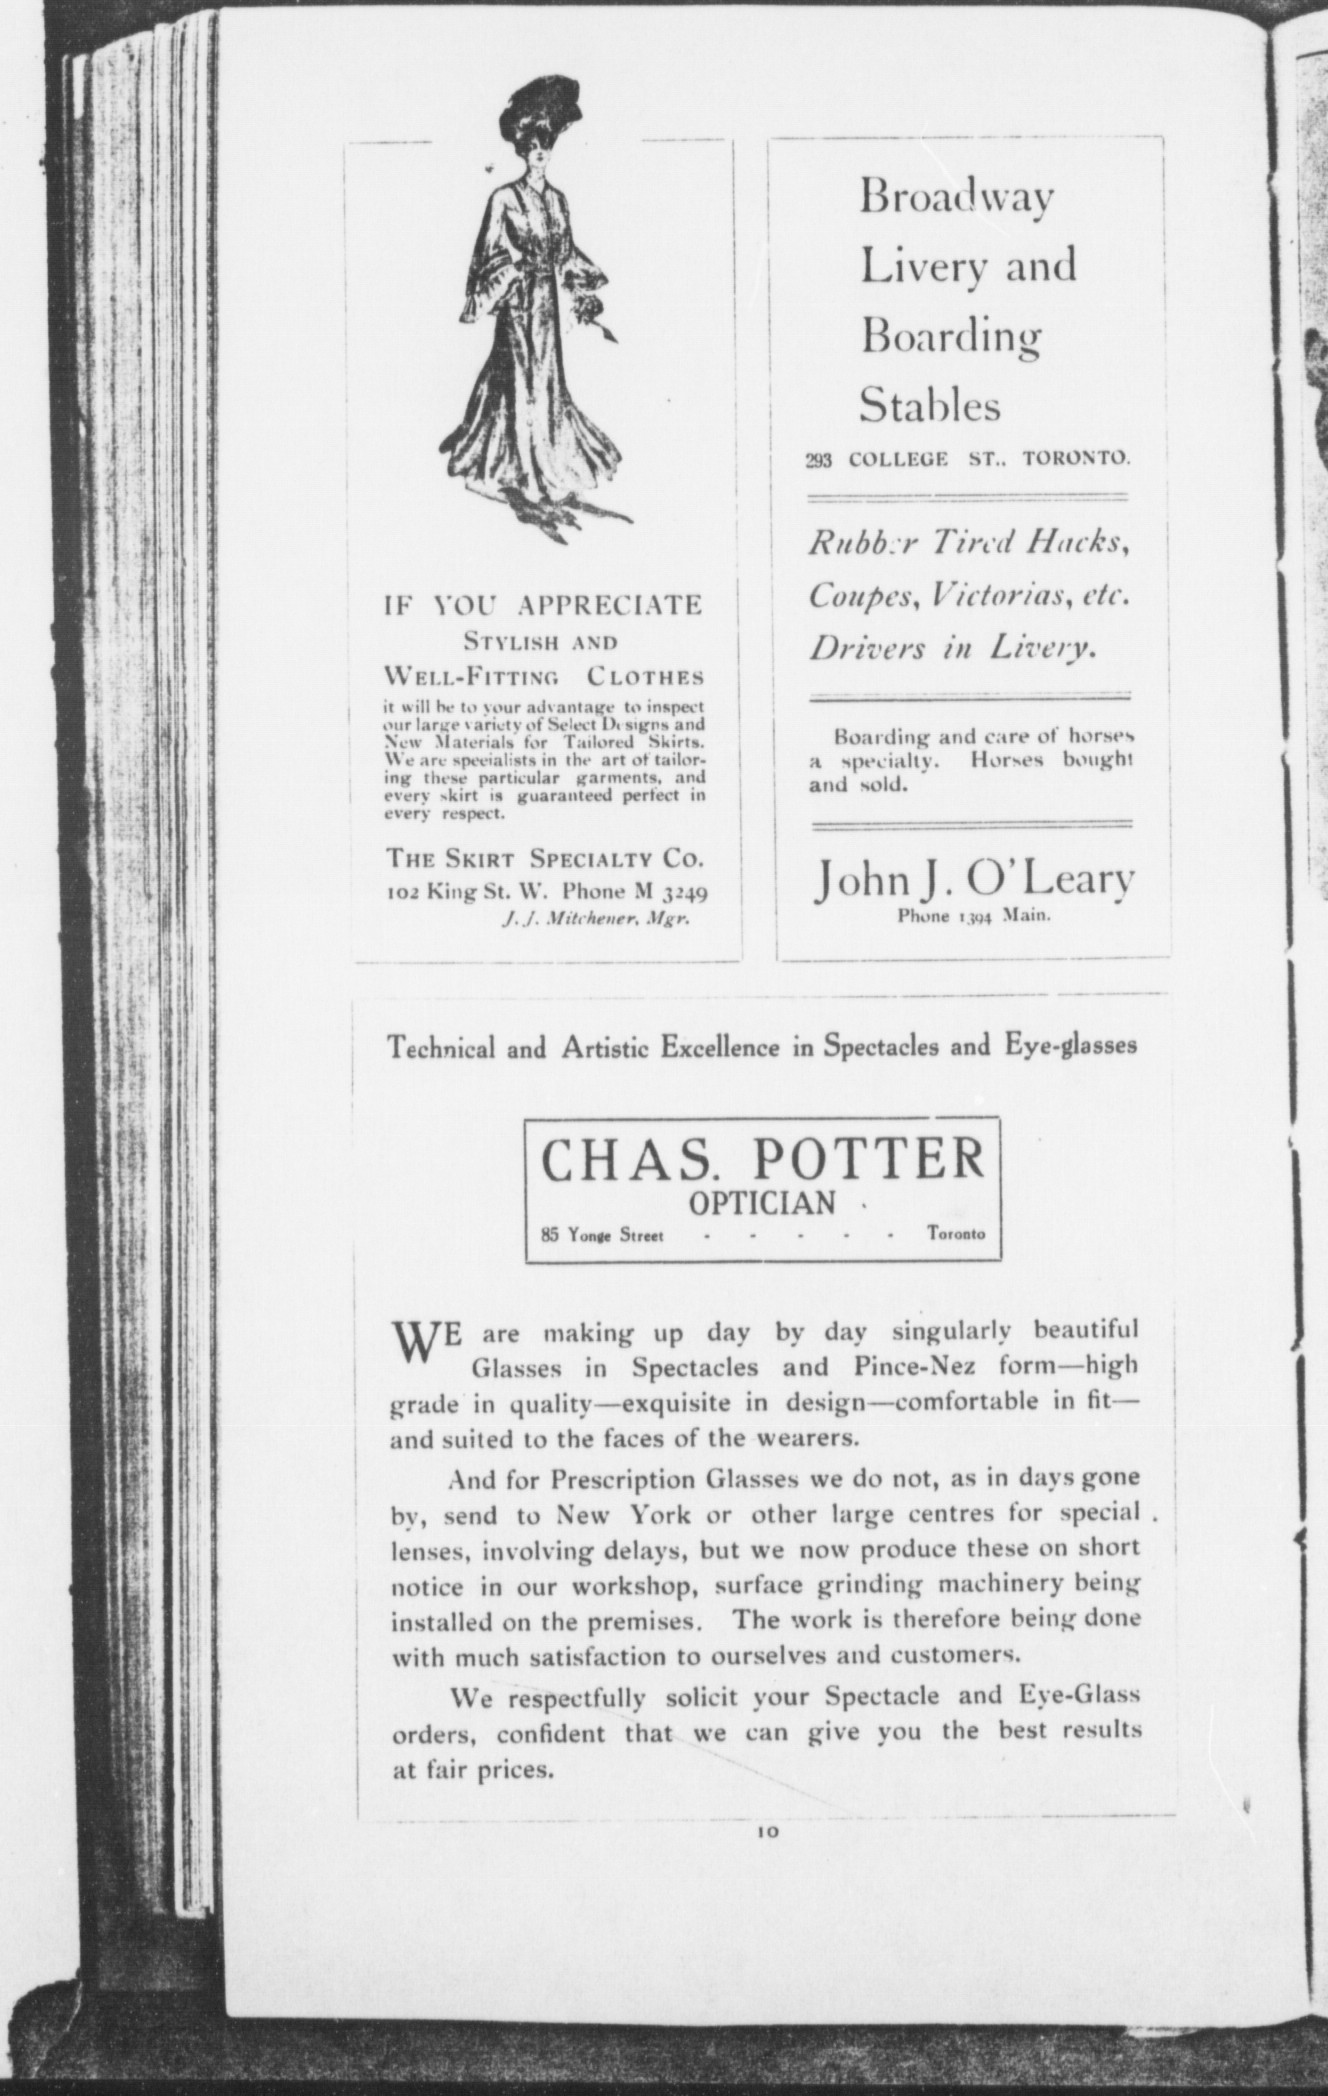 IF YOU APPRECIATE
STYLISH AND
WELL-FITTING CLOTHES
it will be to your advantage to inspect
our large variety of Select Designs and
New Materials for Tailored Skirts.
We are specialists in the art of tailor-
ing these particular garments, and
every skirt is guaranteed perfect in
every respect.
THE SKIRT SPECIALTY CO.
102 King St. W. Phone M 3249
J. J. Mitchener, Mgr.
Broadway
Livery and
Boarding
Stables
293 COLLEGE ST., TORONTO.
Rubber Tired Hacks,
Coupes, Victorias, etc.
Drivers in Livery.
Boarding and care of horses
a specialty. Horses bought
and sold.
John J. O'Leary
Phone 1394 Main.
Technical and Artistic Excellence in Spectacles and Eye-glasses
CHAS. POTTER
OPTICIAN
85 Yonge Street - - - - - Toronto
WE are making up day by day singularly beautiful
Glasses in Spectacles and Pince-Nez form—high
grade in quality—exquisite in design—comfortable in fit—
and suited to the faces of the wearers.
And for Prescription Glasses we do not, as in days gone
by, send to New York or other large centres for special
lenses, involving delays, but we now produce these on short
notice in our workshop, surface grinding machinery being
installed on the premises. The work is therefore being done
with much satisfaction to ourselves and customers.
We respectfully solicit your Spectacle and Eye-Glass
orders, confident that we can give you the best results
at fair prices.
10